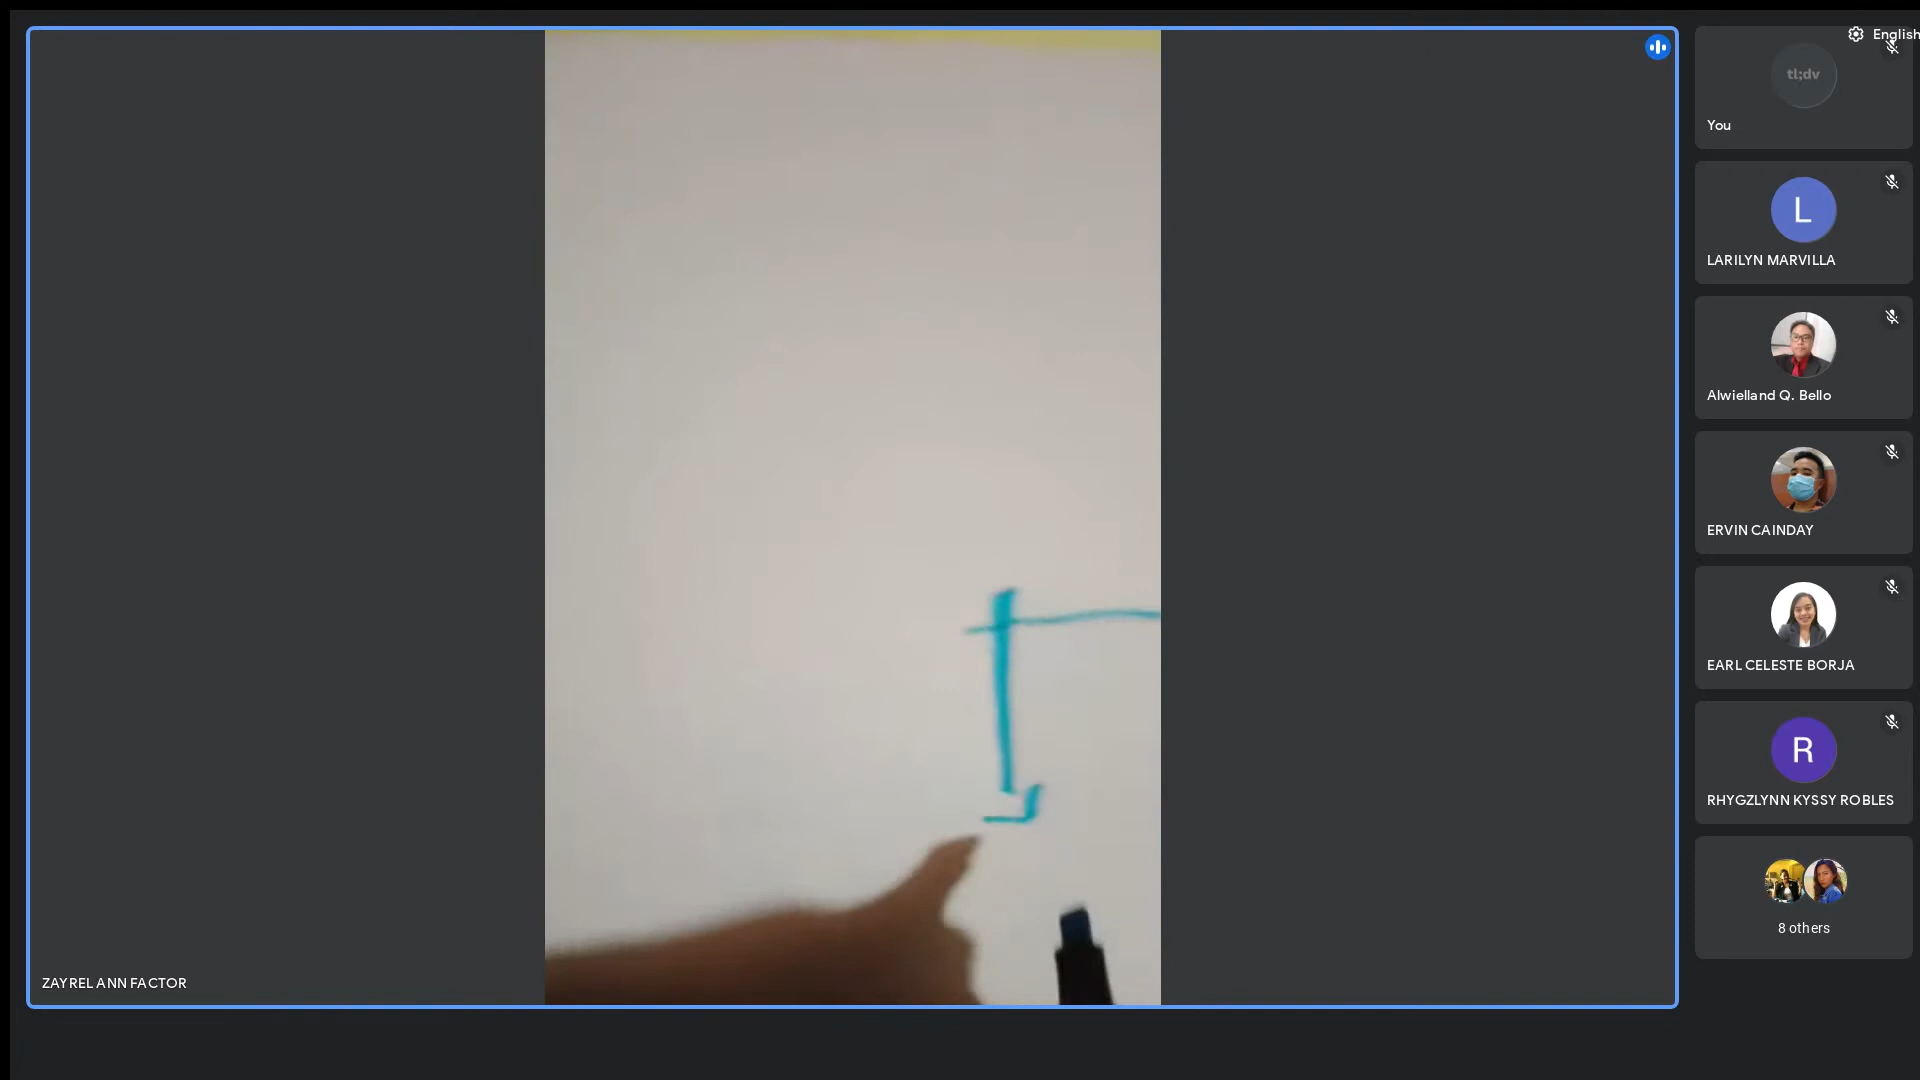 English
tl;dv
You
LARILYN MARVILLA
Alwielland Q. Bello
ERVIN CAINDAY
EARL CELESTE BORJA
R
RHYGZLYNN KYSSY ROBLES
L
8 others
ZAYREL ANN FACTOR